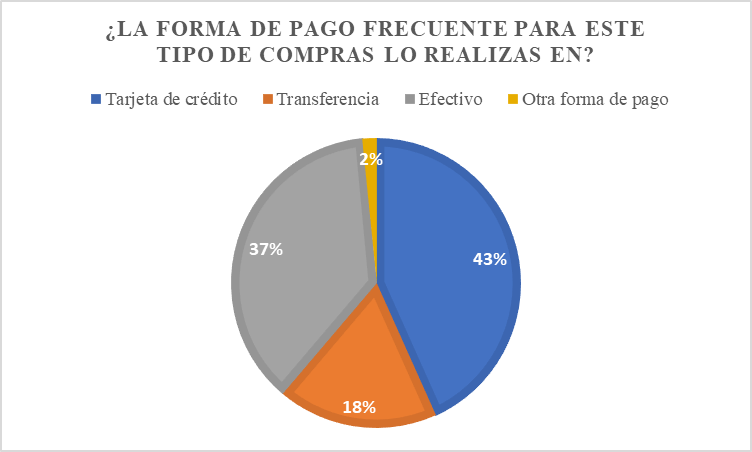 ¿LA FORMA DE PAGO FRECUENTE PARA ESTE
TIPO DE COMPRAS LO REALIZAS EN?
Tarjeta de crédito Transferencia Efectivo Otra forma de pago
2%
37%
43%
18%